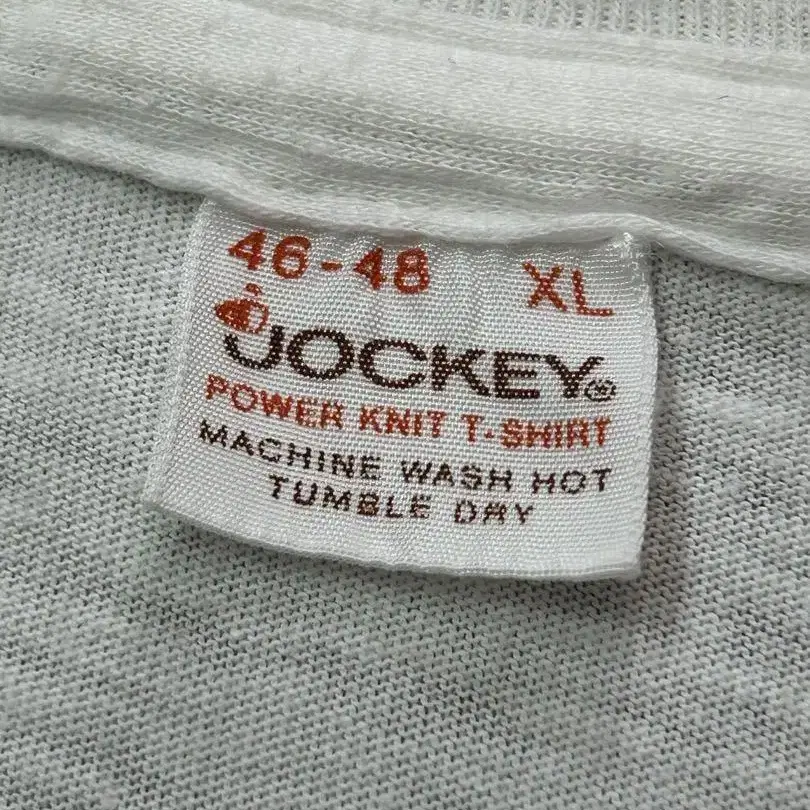 46-48 XL
JOCKEY®
POWER KNIT T-SHIRT
MACHINE WASH HOT
TUMBLE DRY